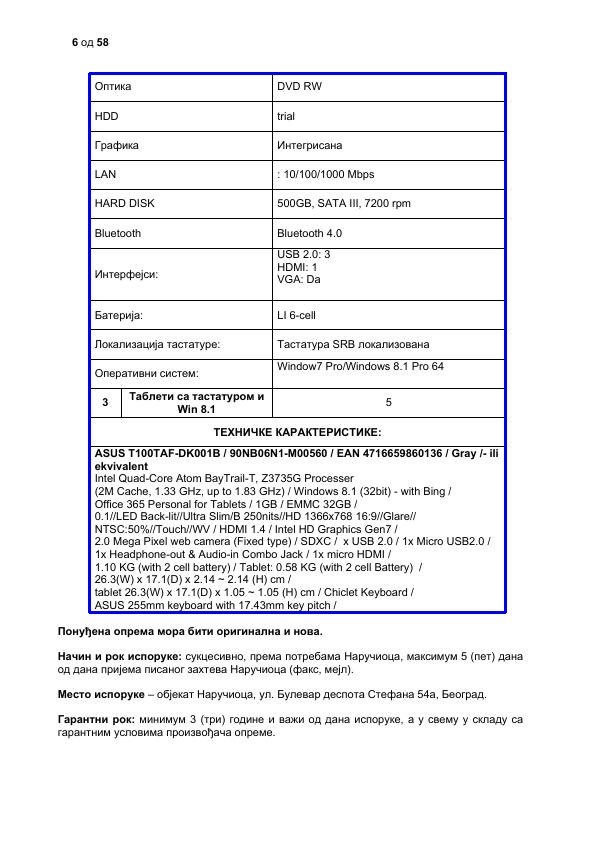 6 од 58
Оптика DVD RW
HDD trial
Графика Интегрисана
LAN : 10/100/1000 Mbps
HARD DISK 500GB, SATA III, 7200 rpm
Bluetooth Bluetooth 4.0
Интерфејси: USB 2.0: 3
HDMI: 1
VGA: Da
Батерија: LI 6-cell
Локализација тастатуре: Тастатура SRB локализована
Оперативни систем: Window7 Pro/Windows 8.1 Pro 64
3 Таблети са тастатуром и 5
Win 8.1
ТЕХНИЧКЕ КАРАКТЕРИСТИКЕ:
ASUS T100TAF-DK001B / 90NB06N1-M00560 / EAN 4716659860136 / Gray /- ili
ekvivalent
Intel Quad-Core Atom BayTrail-T, Z3735G Processer
(2M Cache, 1.33 GHz, up to 1.83 GHz) / Windows 8.1 (32bit) - with Bing /
Office 365 Personal for Tablets / 1GB / EMMC 32GB /
0.1//LED Back-lit//Ultra Slim/B 250nits//HD 1366x768 16:9//Glare//
NTSC:50%//Touch//WV / HDMI 1.4 / Intel HD Graphics Gen7 /
2.0 Mega Pixel web camera (Fixed type) / SDXC / x USB 2.0 / 1x Micro USB2.0 /
1x Headphone-out & Audio-in Combo Jack / 1x micro HDMI /
1.10 KG (with 2 cell battery) / Tablet: 0.58 KG (with 2 cell Battery) /
26.3(W) x 17.1(D) x 2.14 ~ 2.14 (H) cm /
tablet 26.3(W) x 17.1(D) x 1.05 ~ 1.05 (H) cm / Chiclet Keyboard /
ASUS 255mm keyboard with 17.43mm key pitch /
Понуђена опрема мора бити оригинална и нова.
Начин и рок испоруке: сукцесивно, према потребама Наручиоца, максимум 5 (пет) дана
од дана пријема писаног захтева Наручиоца (факс, мејл).
Место испоруке – објекат Наручиоца, ул. Булевар деспота Стефана 54а, Београд.
Гарантни рок: минимум 3 (три) године и важи од дана испоруке, а у свему у складу са
гарантним условима произвођача опреме.